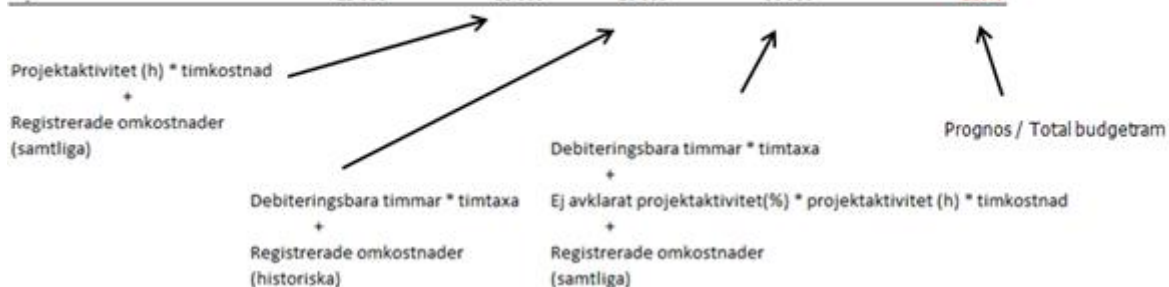 Projektaktivitet (h) * timkostnad
+
Registrerade omkostnader
(samtliga)
Debiteringsbara timmar * timtaxa
+
Registrerade omkostnader
(historiska)
Debiteringsbara timmar * timtaxa
+
Ej avklarat projektaktivitet(%) * projektaktivitet (h) * timkostnad
+
Registrerade omkostnader
(samtliga)
Prognos / Total budgetram